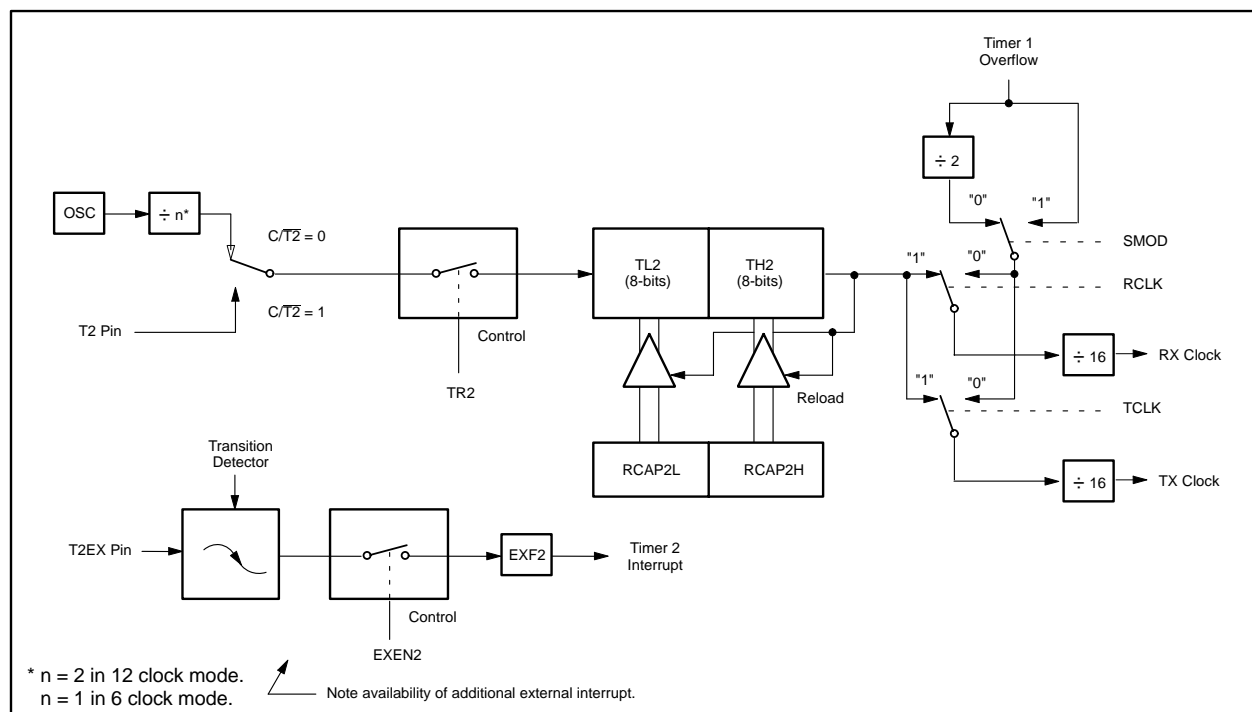 Timer 1
Overflow
÷ 2
"0"
"1"
OSC
÷ n*
C/T2̅ = 0
SMOD
TL2
(8-bits)
TH2
(8-bits)
"1"
"0"
RCLK
C/T2̅ = 1
T2 Pin
Control
÷ 16
RX Clock
TR2
Reload
"1"
"0"
TCLK
Transition
Detector
RCAP2L
RCAP2H
÷ 16
TX Clock
T2EX Pin
EXF2
Timer 2
Interrupt
Control
EXEN2
* n = 2 in 12 clock mode.
n = 1 in 6 clock mode.
Note availability of additional external interrupt.